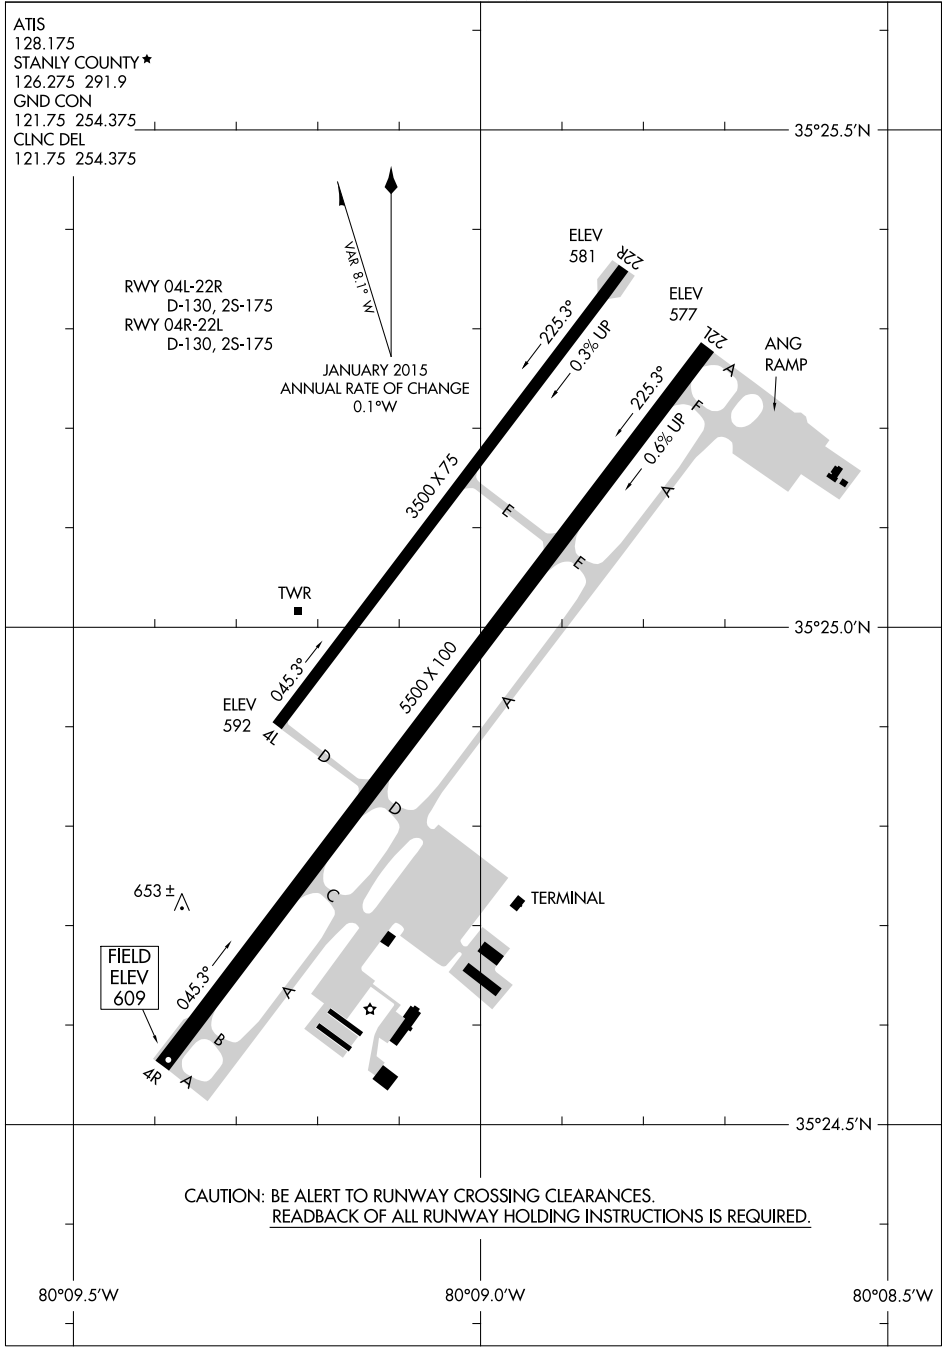 ATIS
128.175
STANLY COUNTY★
126.275 291.9
GND CON
121.75 254.375
CLNC DEL
121.75 254.375
35°25.5'N
VAR 8.1° W
RWY 04L-22R
D-130, 2S-175
RWY 04R-22L
D-130, 2S-175
JANUARY 2015
ANNUAL RATE OF CHANGE
0.1°W
ELEV
581
22R
225.3°
0.3% UP
ELEV
577
22L
225.3°
0.6% UP
ANG
RAMP
A
F
A
3500 X 75
E
E
TWR
35°25.0'N
045.3°
5500 X 100
A
ELEV
592
4L
D
D
653 ±
C
TERMINAL
FIELD
ELEV
609
045.3°
A
B
4R
A
35°24.5'N
CAUTION: BE ALERT TO RUNWAY CROSSING CLEARANCES.
READBACK OF ALL RUNWAY HOLDING INSTRUCTIONS IS REQUIRED.
80°09.5'W
80°09.0'W
80°08.5'W